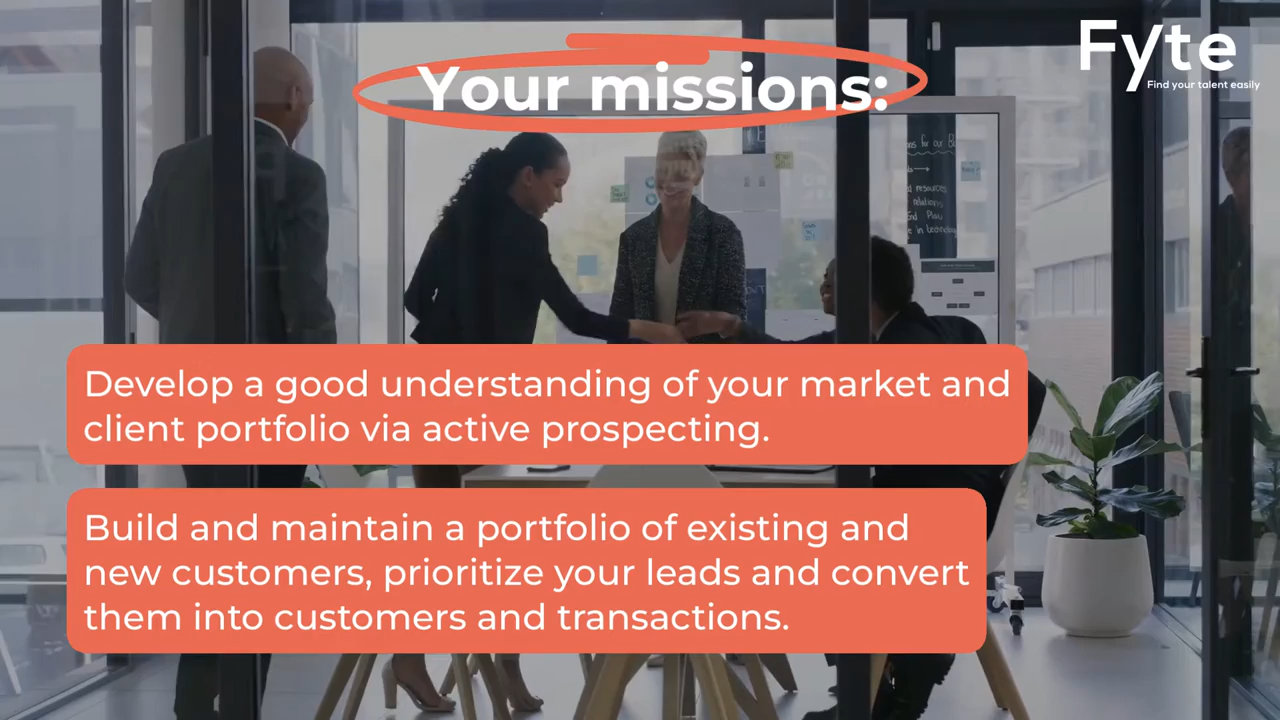 Fyte
Find your talent easily
Your missions:
Develop a good understanding of your market and
client portfolio via active prospecting.
Build and maintain a portfolio of existing and
new customers, prioritize your leads and convert
them into customers and transactions.
resources
relations